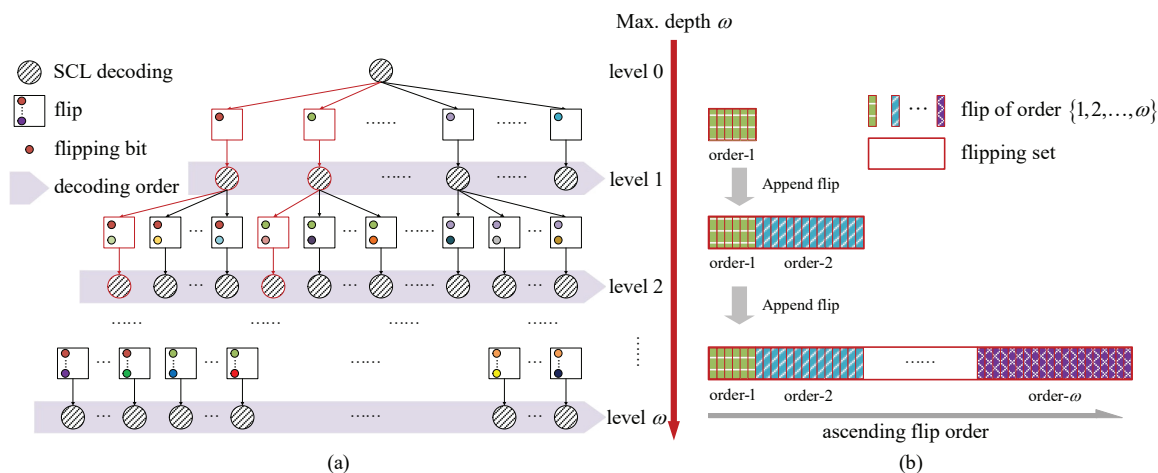 Max. depth ω
SCL decoding
flip
flipping bit
decoding order
level 0
level 1
level 2
level ω
......
......
...
...
...
......
...
......
......
......
......
...
...
......
...
......
(a)
order-1
Append flip
order-1
order-2
Append flip
......
order-1
order-2
order-ω
ascending flip order
...
flip of order {1,2,...,ω}
flipping set
(b)